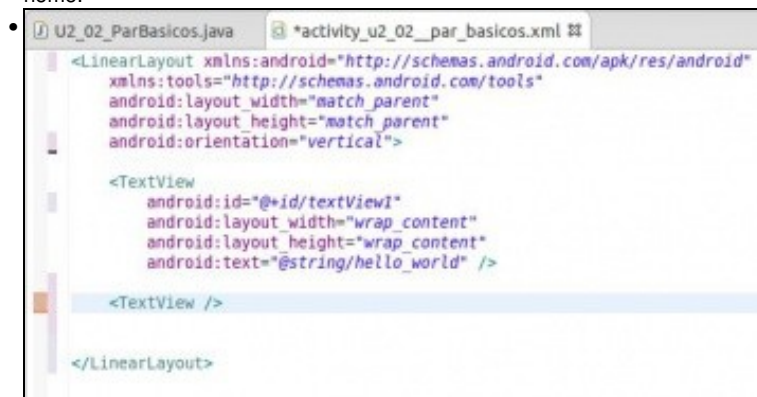 U2_02_ParBasicos.java
*activity_u2_02__par_basicos.xml
<LinearLayout xmlns:android="http://schemas.android.com/apk/res/android"
xmlns:tools="http://schemas.android.com/tools"
android:layout_width="match_parent"
android:layout_height="match_parent"
android:orientation="vertical">
<TextView
android:id="@+id/textView1"
android:layout_width="wrap_content"
android:layout_height="wrap_content"
android:text="@string/hello_world" />
<TextView />
</LinearLayout>